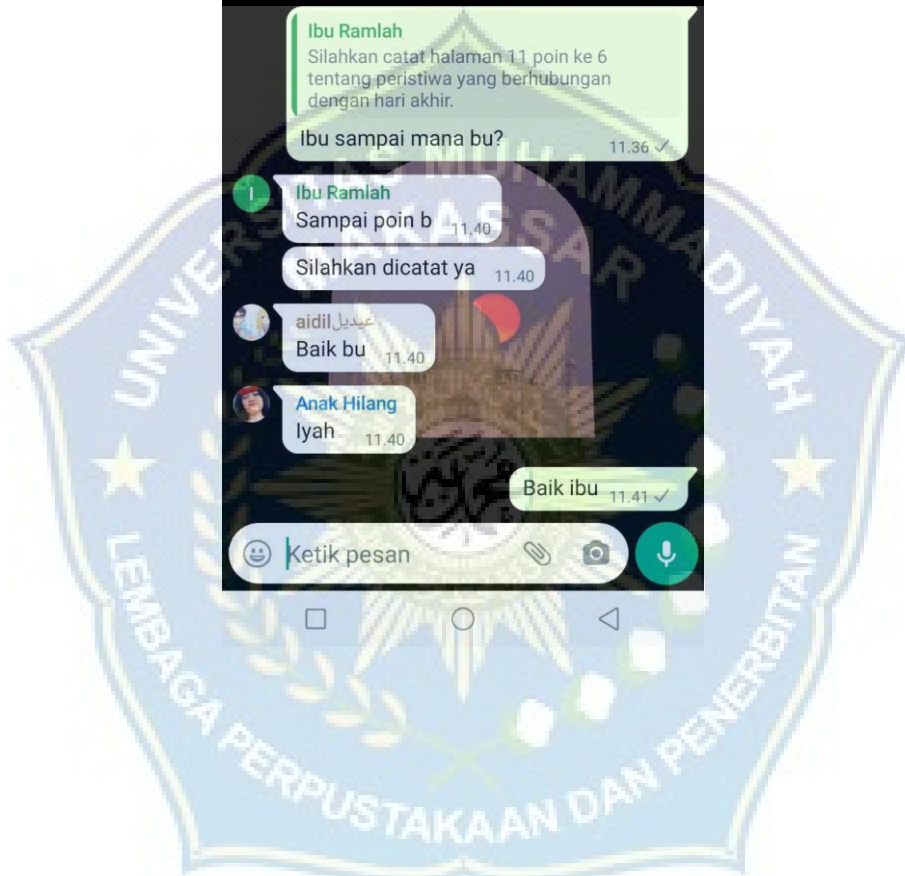 Ibu Ramlah
Silahkan catat halaman 11 poin ke 6
tentang peristiwa yang berhubungan
dengan hari akhir.
Ibu sampai mana bu?
11.36
I
Ibu Ramlah
Sampai poin b 11.40
Silahkan dicatat ya 11.40
aidilعيديل
Baik bu 11.40
Anak Hilang
Iyah 11.40
Baik ibu 11.41
Ketik pesan
UNIVERSITAS MUHAMMADIYAH
MAKASSAR
LEMBAGA PERPUSTAKAAN DAN PENERBITAN